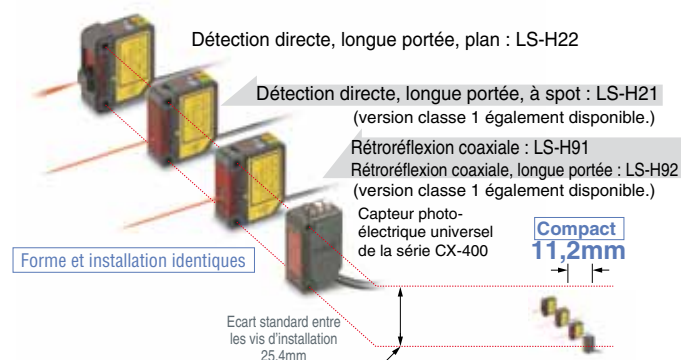 Détection directe, longue portée, plan : LS-H22
Détection directe, longue portée, à spot : LS-H21
(version classe 1 également disponible.)
Rétroréflexion coaxiale : LS-H91
Rétroréflexion coaxiale, longue portée : LS-H92
(version classe 1 également disponible.)
Capteur photo-
électrique universel
de la série CX-400
Compact
11,2mm
Forme et installation identiques
Ecart standard entre
les vis d'installation
25.4mm